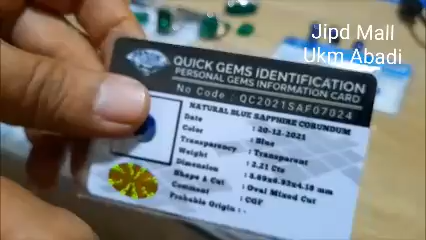 Jipd Mall
Ukm Abadi
QUICK GEMS IDENTIFICATION
PERSONAL GEMS INFORMATION CARD
No Code : QC2021SAF07024
NATURAL BLUE SAPPHIRE CORUNDUM
Date : 20-12-2021
Color : Blue
Transparency : Transparent
Weight : 2.21 Cts
Dimension :
Shape & Cut : Oval Mixed Cut
Comment : CGF
Probable Origin : -